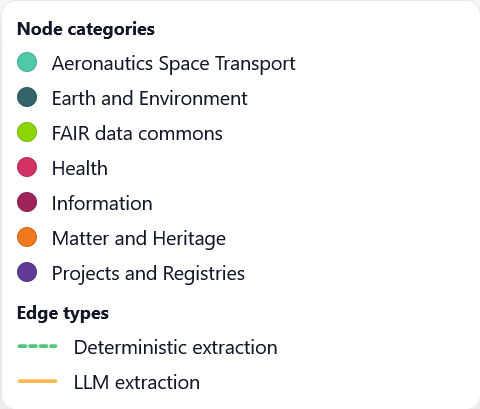 Node categories
Aeronautics Space Transport
Earth and Environment
FAIR data commons
Health
Information
Matter and Heritage
Projects and Registries
Edge types
Deterministic extraction
LLM extraction